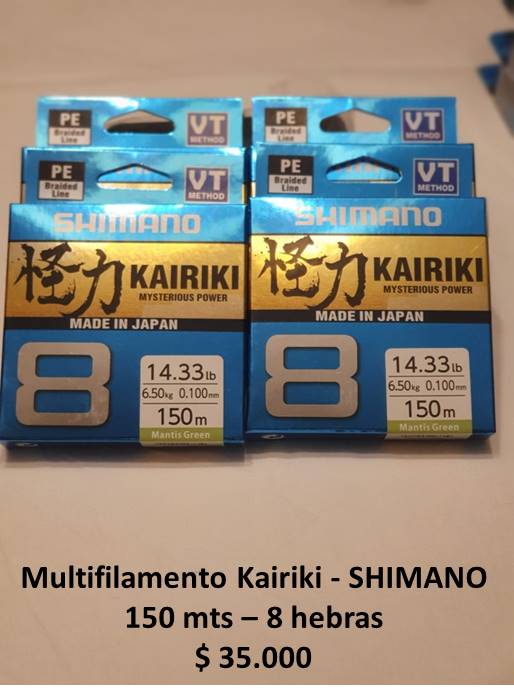 PE
Braided
Line
VT
METHOD
PE
Braided
Line
VT
METHOD
PE
Braided
Line
VT
METHOD
PE
Braided
Line
VT
METHOD
SHIMANO
怪力 KAIRIKI
MYSTERIOUS POWER
MADE IN JAPAN
8
14.33lb
6.50kg 0.100mm
150m
Mantis Green
SHIMANO
怪力 KAIRIKI
MYSTERIOUS POWER
MADE IN JAPAN
8
14.33lb
6.50kg 0.100mm
150m
Mantis Green
Multifilamento Kairiki - SHIMANO
150 mts – 8 hebras
$ 35.000